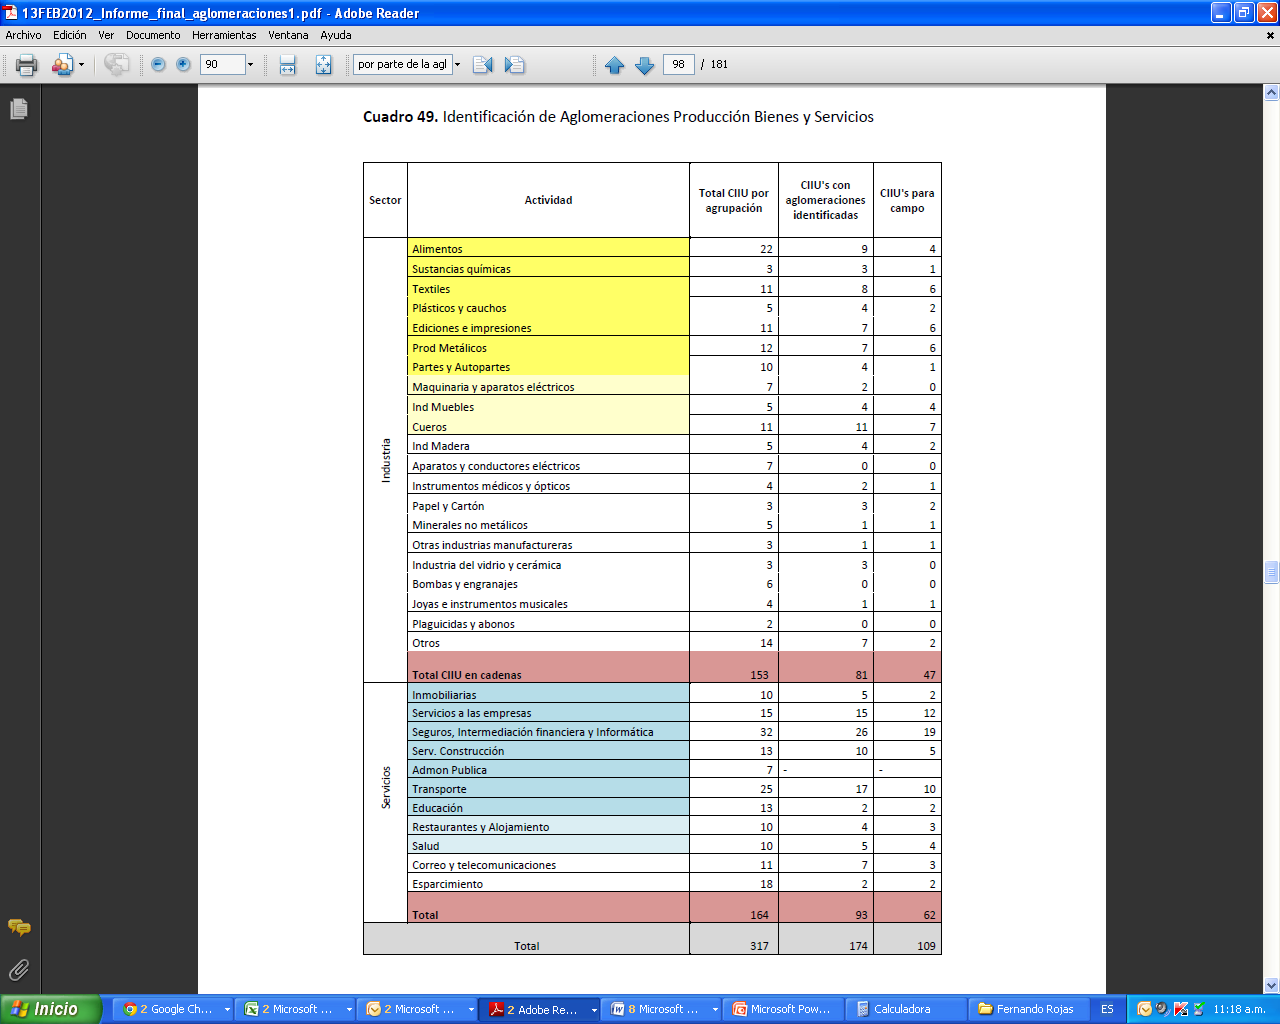 13FEB2012_Informe_final_aglomeraciones1.pdf - Adobe Reader
Archivo Edición Ver Documento Herramientas Ventana Ayuda
90 por parte de la agl 98 / 181
Cuadro 49. Identificación de Aglomeraciones Producción Bienes y Servicios
Sector Actividad Total CIIU por agrupación CIIU's con aglomeraciones identificadas CIIU's para campo
Industria
Alimentos 22 9 4
Sustancias químicas 3 3 1
Textiles 11 8 6
Plásticos y cauchos 5 4 2
Ediciones e impresiones 11 7 6
Prod Metálicos 12 7 6
Partes y Autopartes 10 4 1
Maquinaria y aparatos eléctricos 7 2 0
Ind Muebles 5 4 4
Cueros 11 11 7
Ind Madera 5 4 2
Aparatos y conductores eléctricos 7 0 0
Instrumentos médicos y ópticos 4 2 1
Papel y Cartón 3 3 2
Minerales no metálicos 5 1 1
Otras industrias manufactureras 3 1 1
Industria del vidrio y cerámica 3 3 0
Bombas y engranajes 6 0 0
Joyas e instrumentos musicales 4 1 1
Plaguicidas y abonos 2 0 0
Otros 14 7 2
Total CIIU en cadenas 153 81 47
Servicios
Inmobiliarias 10 5 2
Servicios a las empresas 15 15 12
Seguros, Intermediación financiera y Informática 32 26 19
Serv. Construcción 13 10 5
Admon Publica 7 - -
Transporte 25 17 10
Educación 13 2 2
Restaurantes y Alojamiento 10 4 3
Salud 10 5 4
Correo y telecomunicaciones 11 7 3
Esparcimiento 18 2 2
Total 164 93 62
Total 317 174 109
Inicio 2 Google Ch... 2 Microsoft ... 2 Microsoft ... 2 Adobe Re... 8 Microsoft ... Microsoft Pow... Calculadora Fernando Rojas ES 11:18 a.m.